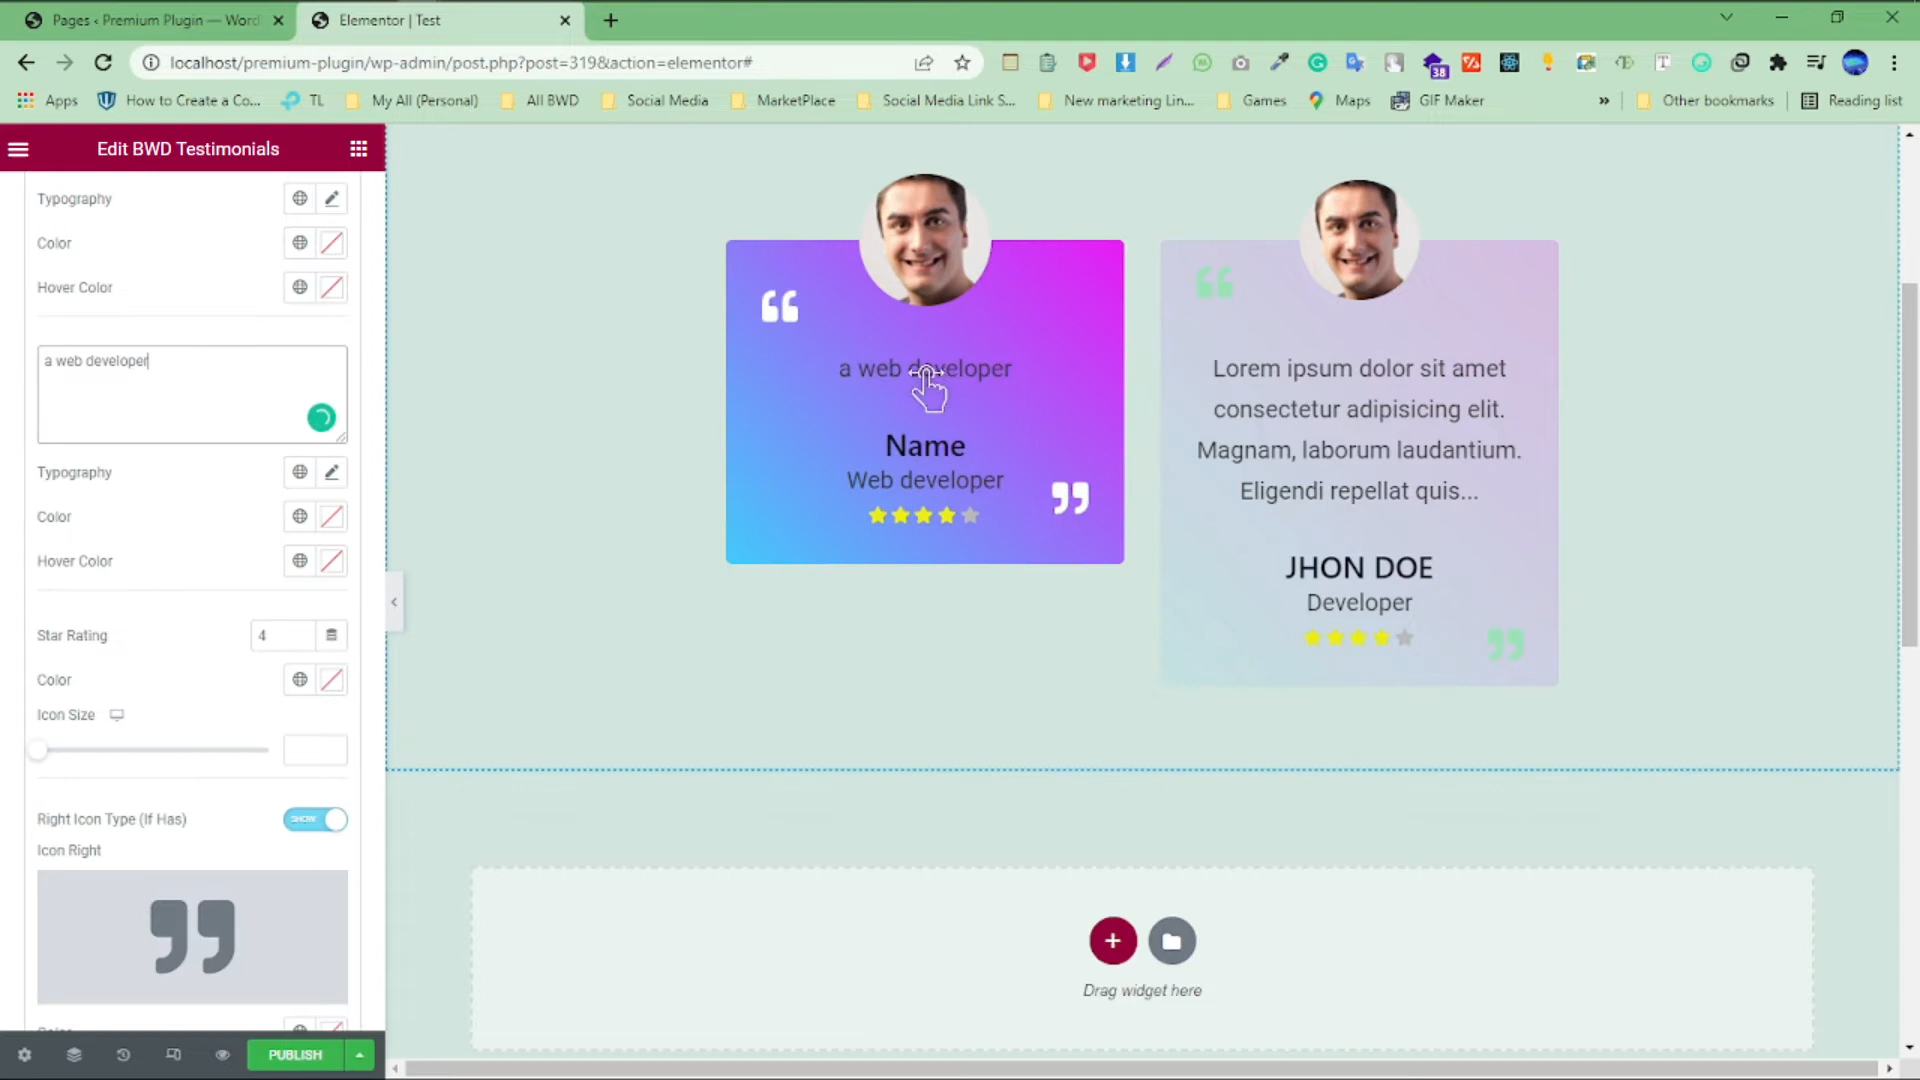 Pages ‹ Premium Plugin — Word
Elementor | Test
localhost/premium-plugin/wp-admin/post.php?post=319&action=elementor#
38
Apps
How to Create a Co...
TL
My All (Personal)
All BWD
Social Media
MarketPlace
Social Media Link S...
New marketing Lin...
Games
Maps
GIF Maker
»
Other bookmarks
Reading list
Edit BWD Testimonials
Typography
Color
Hover Color
a web developer
Typography
Color
Hover Color
Star Rating
4
Color
Icon Size
Right Icon Type (If Has)
SHOW
Icon Right
PUBLISH
“
a web developer
Name
Web developer
”
“
Lorem ipsum dolor sit amet
consectetur adipisicing elit.
Magnam, laborum laudantium.
Eligendi repellat quis...
JHON DOE
Developer
”
Drag widget here